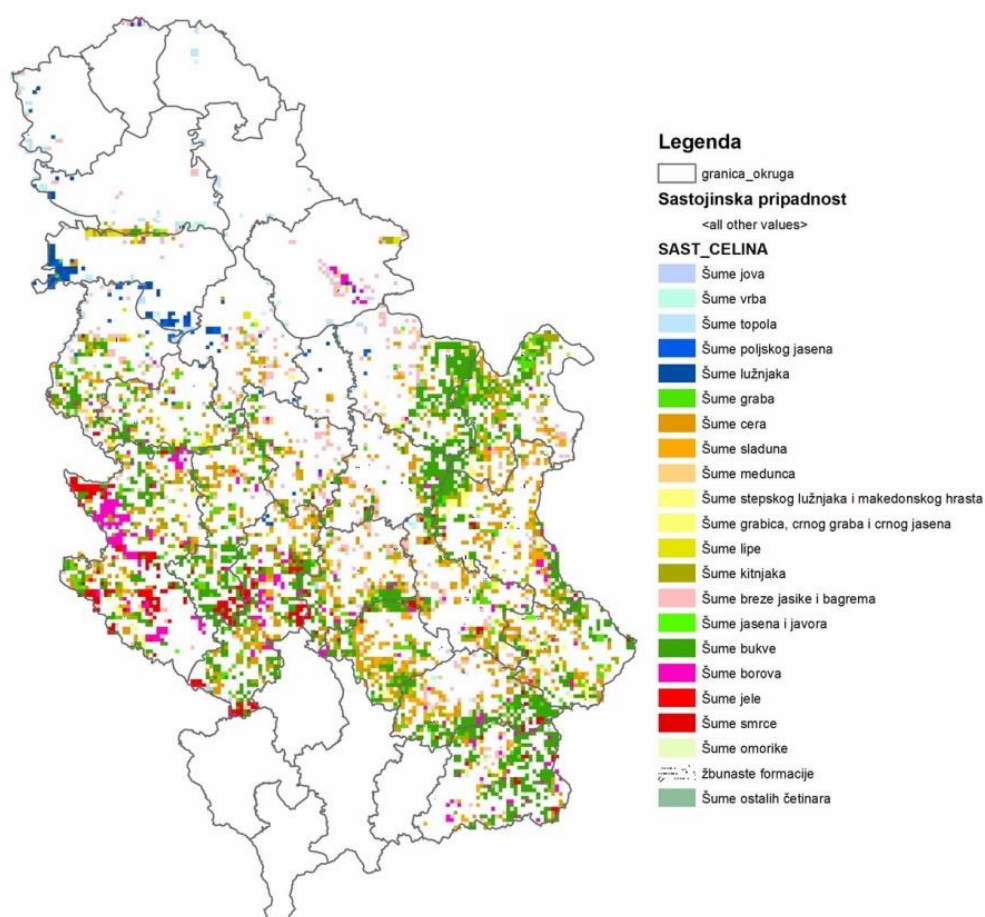 Legenda
granica_okruga
Sastojinska pripadnost
<all other values>
SAST_CELINA
Šume jova
Šume vrba
Šume topola
Šume poljskog jasena
Šume lužnjaka
Šume graba
Šume cera
Šume sladuna
Šume medunca
Šume stepskog lužnjaka i makedonskog hrasta
Šume grabica, crnog graba i crnog jasena
Šume lipe
Šume kitnjaka
Šume breze jasike i bagrema
Šume jasena i javora
Šume bukve
Šume borova
Šume jele
Šume smrce
Šume omorike
žbunaste formacije
Šume ostalih četinara